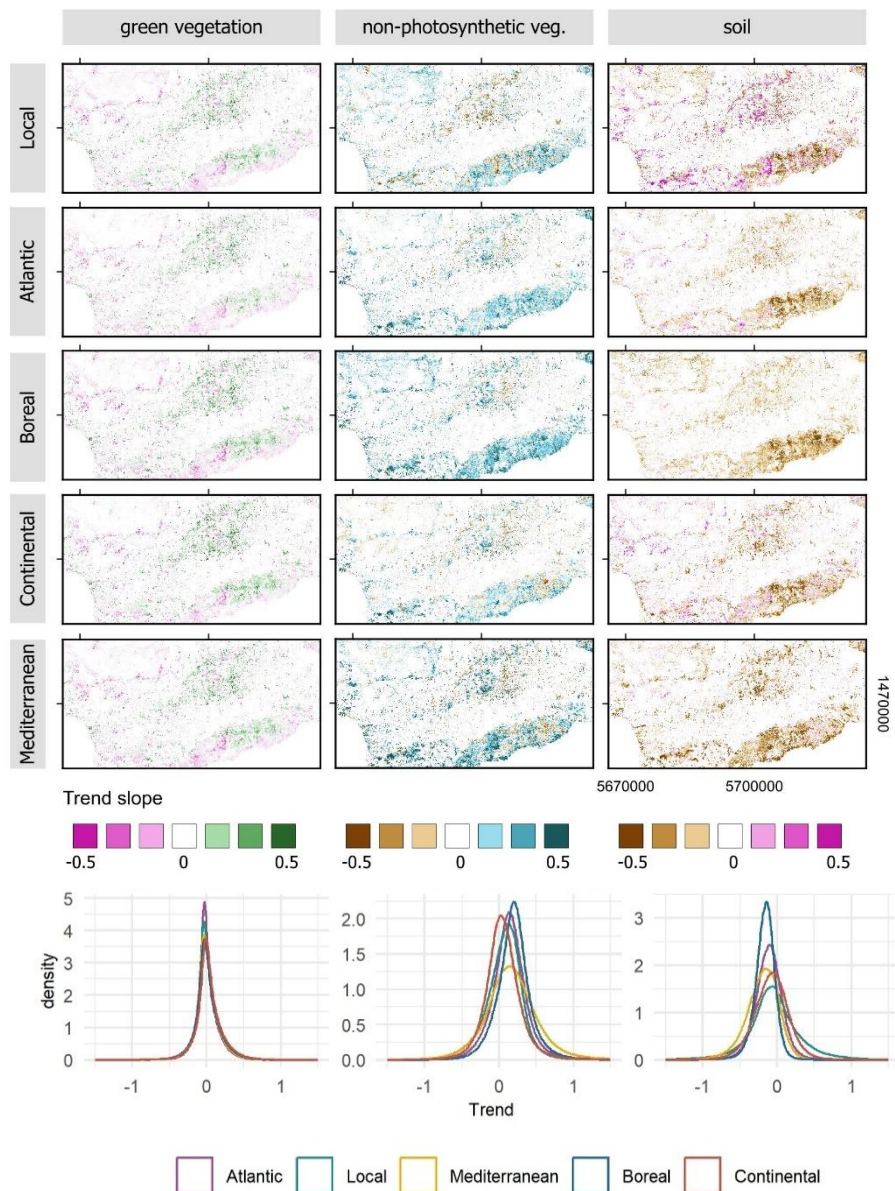 green vegetation
non-photosynthetic veg.
soil
Local
Atlantic
Boreal
Continental
Mediterranean
1470000
5670000 5700000
Trend slope
-0.5 0 0.5
-0.5 0 0.5
-0.5 0 0.5
density
5
4
3
2
1
0
-1 0 1
2.0
1.5
1.0
0.5
0.0
-1 0 1
3
2
1
0
-1 0 1
Trend
Atlantic Local Mediterranean Boreal Continental